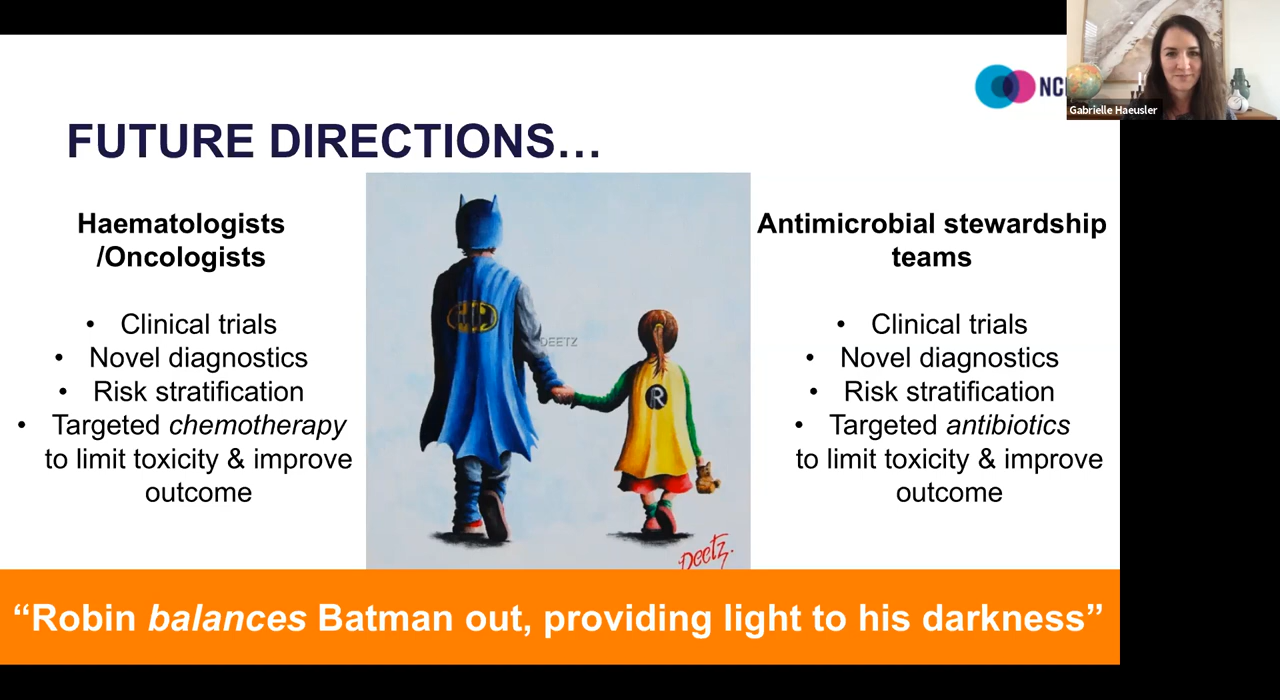 NCI
Gabrielle Haeusler
FUTURE DIRECTIONS…
Haematologists
/Oncologists
• Clinical trials
• Novel diagnostics
• Risk stratification
• Targeted chemotherapy
to limit toxicity & improve
outcome
DEETZ
R
Deetz.
Antimicrobial stewardship
teams
• Clinical trials
• Novel diagnostics
• Risk stratification
• Targeted antibiotics
to limit toxicity & improve
outcome
“Robin balances Batman out, providing light to his darkness”